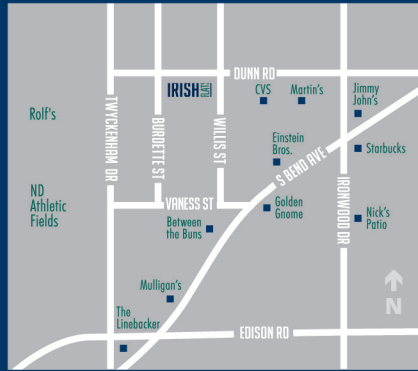 DUNN RD
IRISH FLATS
CVS
Martin's
Jimmy
John's
Rolf's
TWYCKENHAM DR
BURDETTE ST
WILLIS ST
Einstein
Bros.
Starbucks
S BEND AVE
IRONWOOD DR
ND
Athletic
Fields
VANESS ST
Golden
Gnome
Between
the Buns
Nick's
Patio
Mulligan's
The
Linebacker
EDISON RD
N